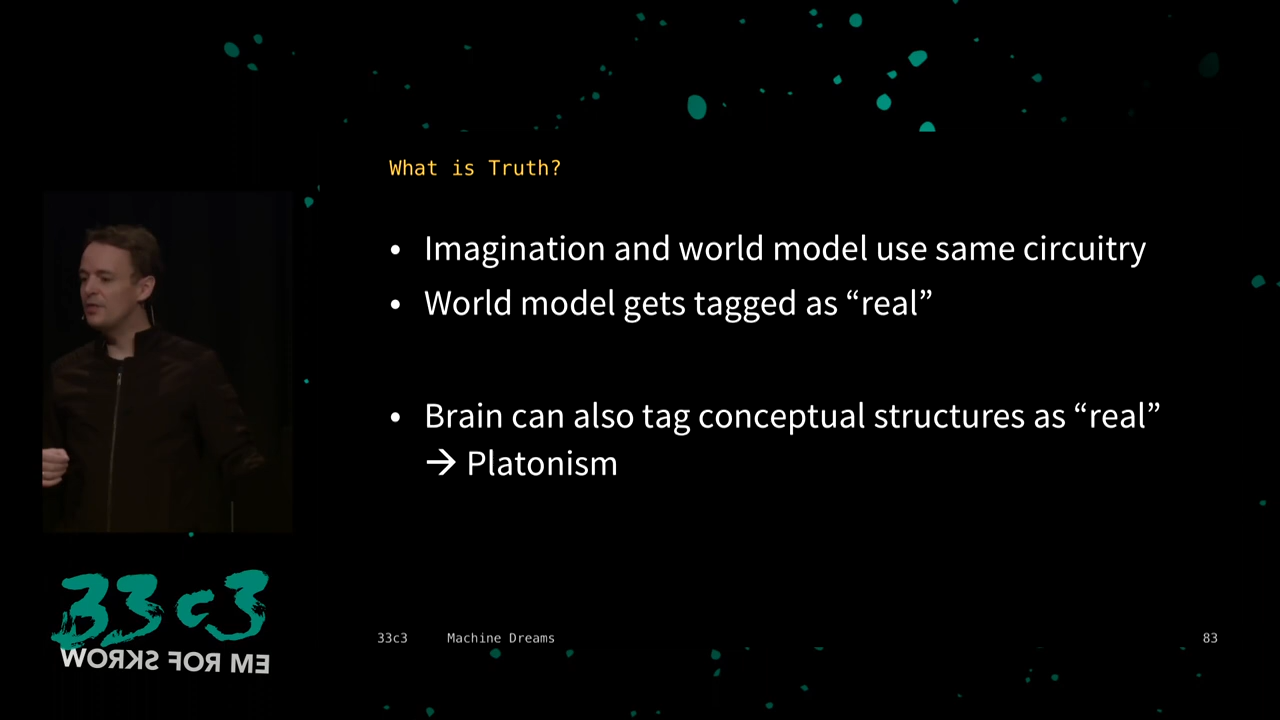 What is Truth?
• Imagination and world model use same circuitry
• World model gets tagged as “real”
• Brain can also tag conceptual structures as “real”
→ Platonism
33c3
WORKS FOR ME
33c3 Machine Dreams 83